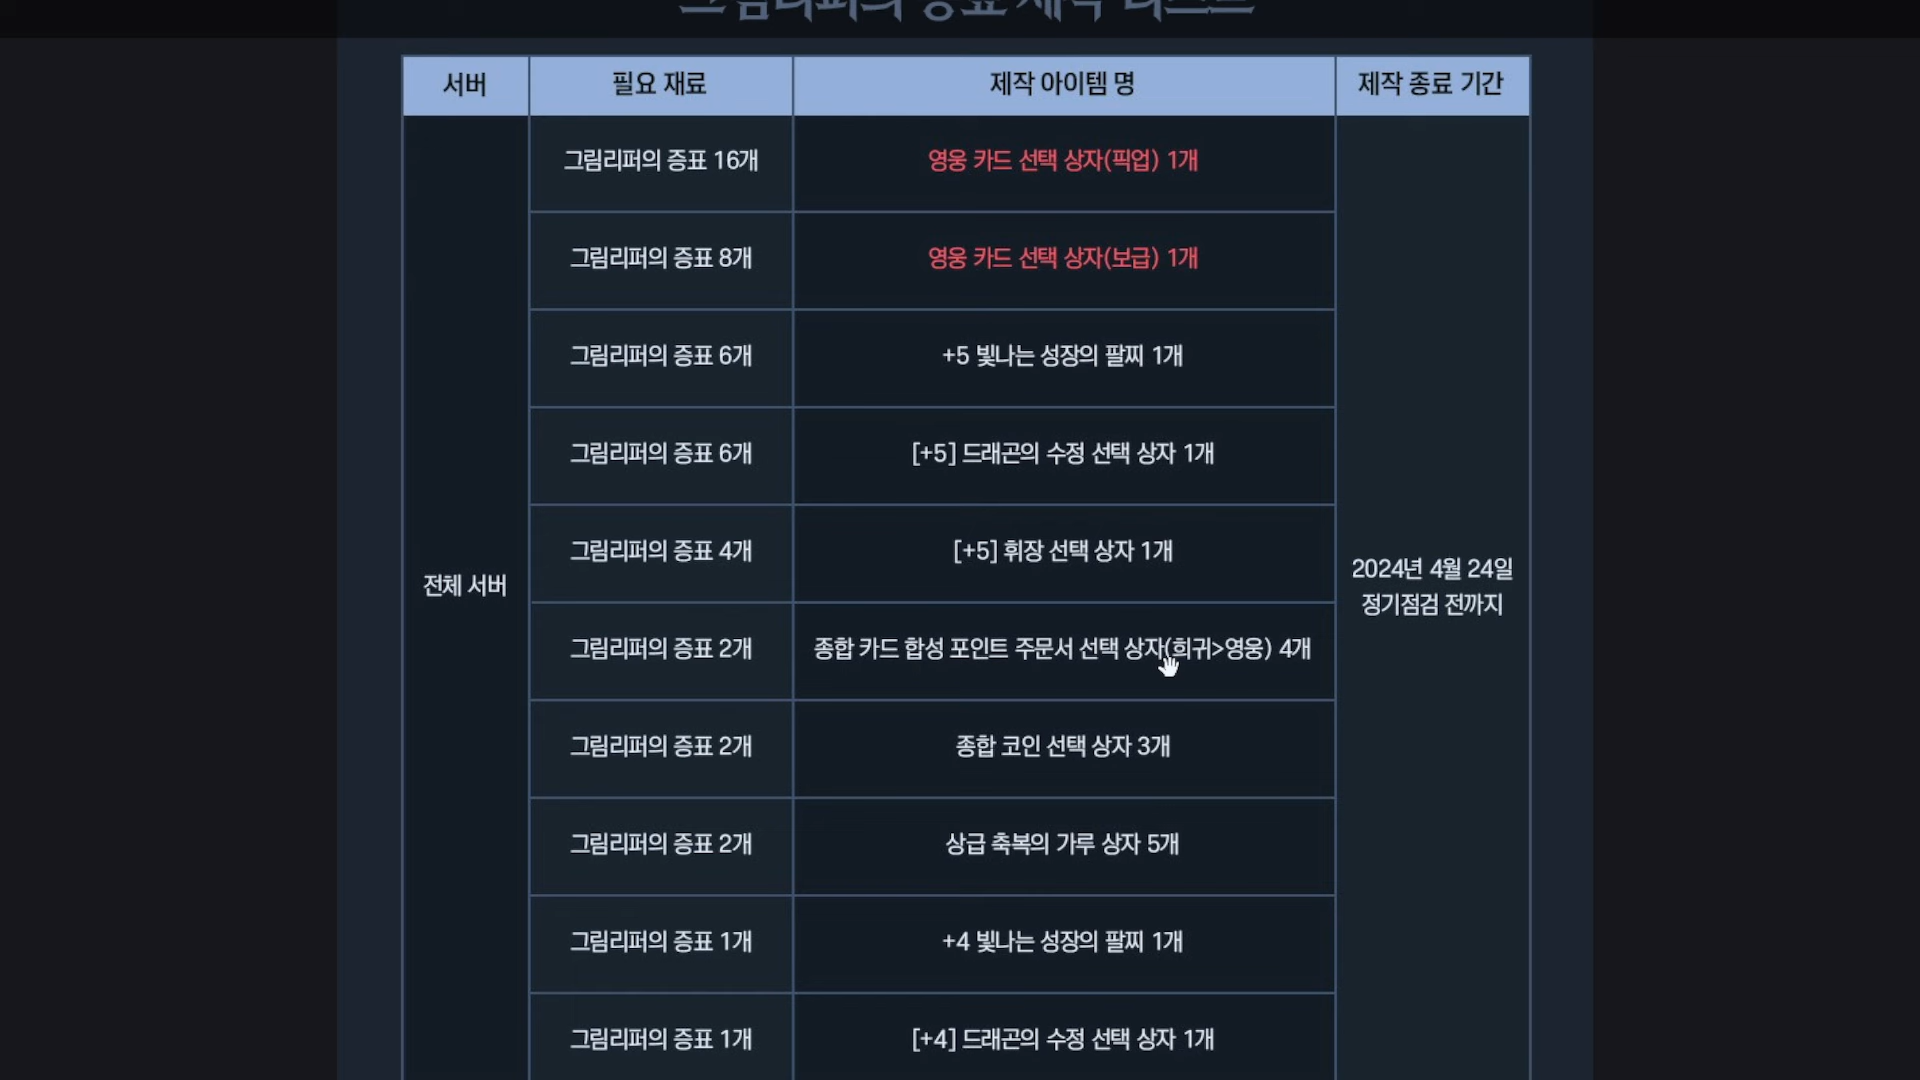 그림리퍼의 증표 제작 리스트
서버 필요 재료 제작 아이템 명 제작 종료 기간
그림리퍼의 증표 16개 영웅 카드 선택 상자(픽업) 1개
그림리퍼의 증표 8개 영웅 카드 선택 상자(보급) 1개
그림리퍼의 증표 6개 +5 빛나는 성장의 팔찌 1개
그림리퍼의 증표 6개 [+5] 드래곤의 수정 선택 상자 1개
그림리퍼의 증표 4개 [+5] 휘장 선택 상자 1개
전체 서버
2024년 4월 24일
정기점검 전까지
그림리퍼의 증표 2개 종합 카드 합성 포인트 주문서 선택 상자(희귀>영웅) 4개
그림리퍼의 증표 2개 종합 코인 선택 상자 3개
그림리퍼의 증표 2개 상급 축복의 가루 상자 5개
그림리퍼의 증표 1개 +4 빛나는 성장의 팔찌 1개
그림리퍼의 증표 1개 [+4] 드래곤의 수정 선택 상자 1개